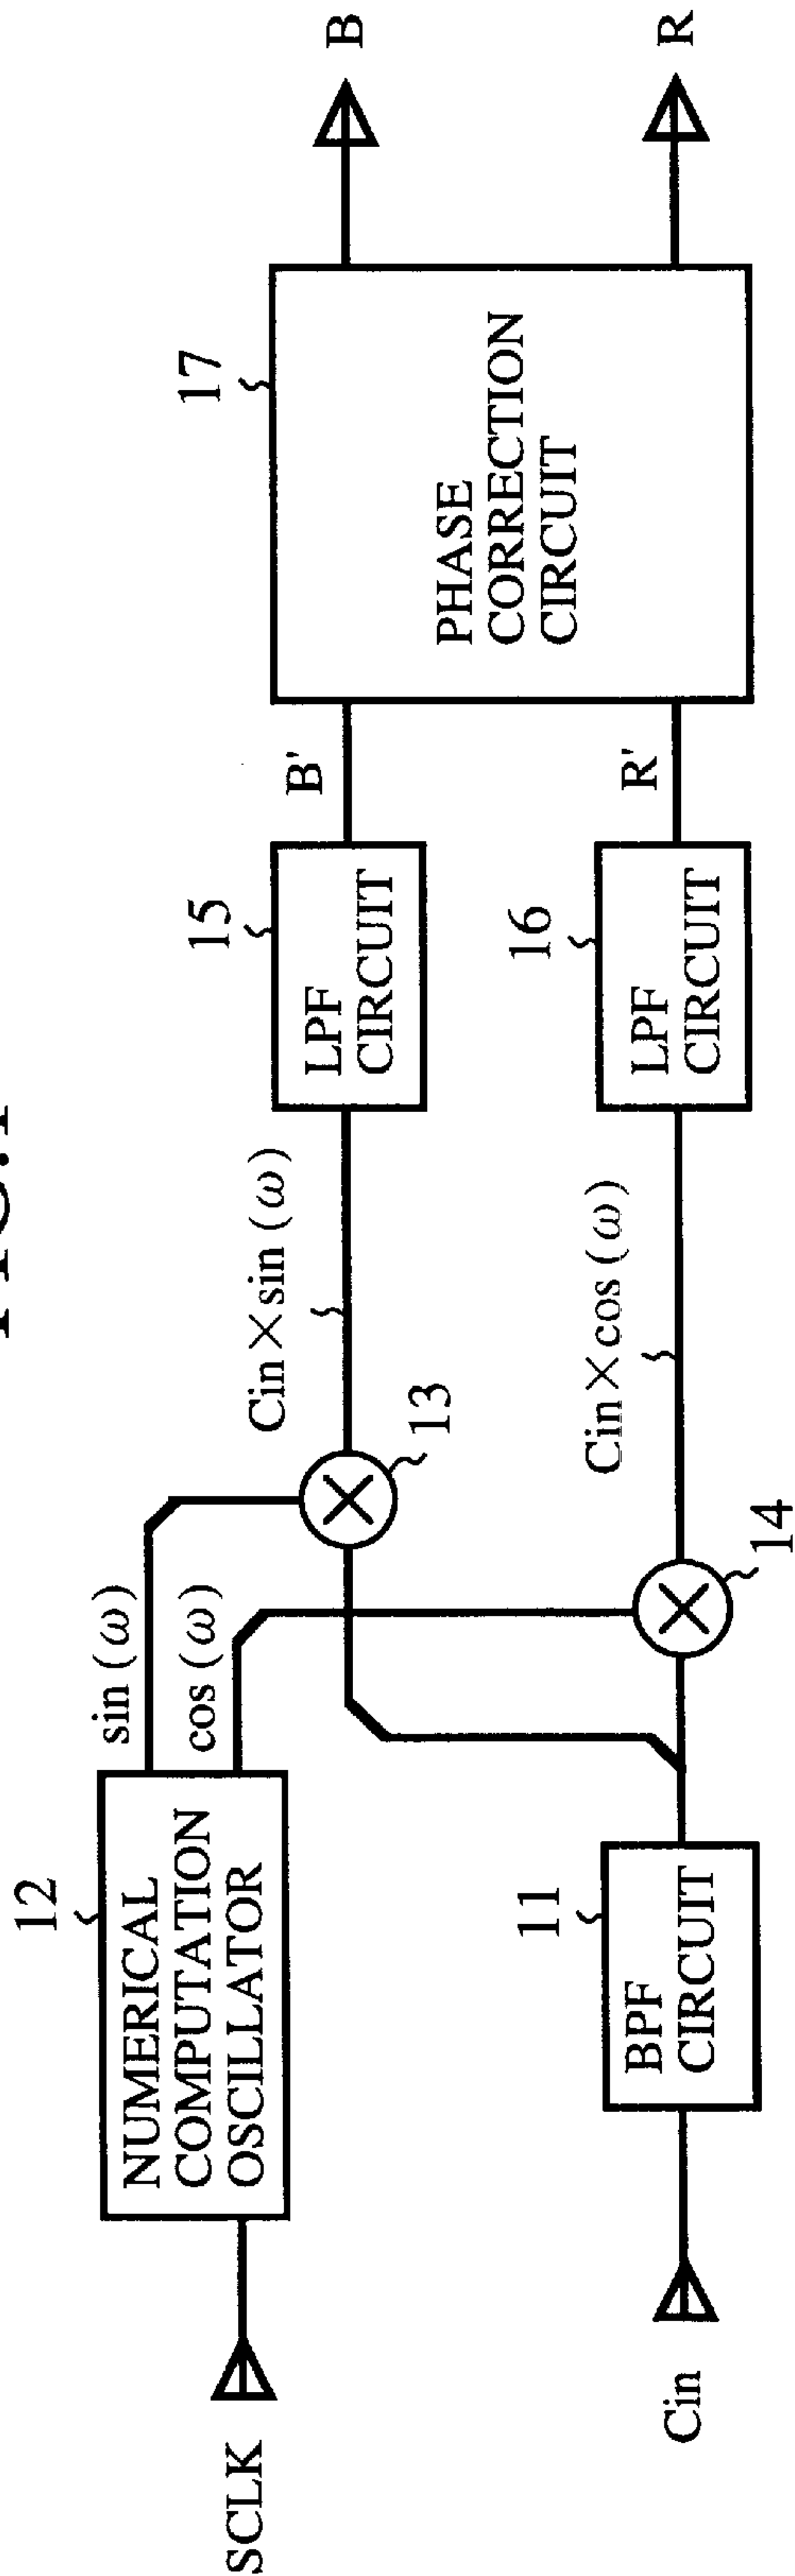 12
NUMERICAL
COMPUTATION
OSCILLATOR
SCLK
sin (ω)
cos (ω)
13
Cin × sin (ω)
15
LPF
CIRCUIT
B'
17
PHASE
CORRECTION
CIRCUIT
B
R
Cin
11
BPF
CIRCUIT
14
Cin × cos (ω)
16
LPF
CIRCUIT
R'